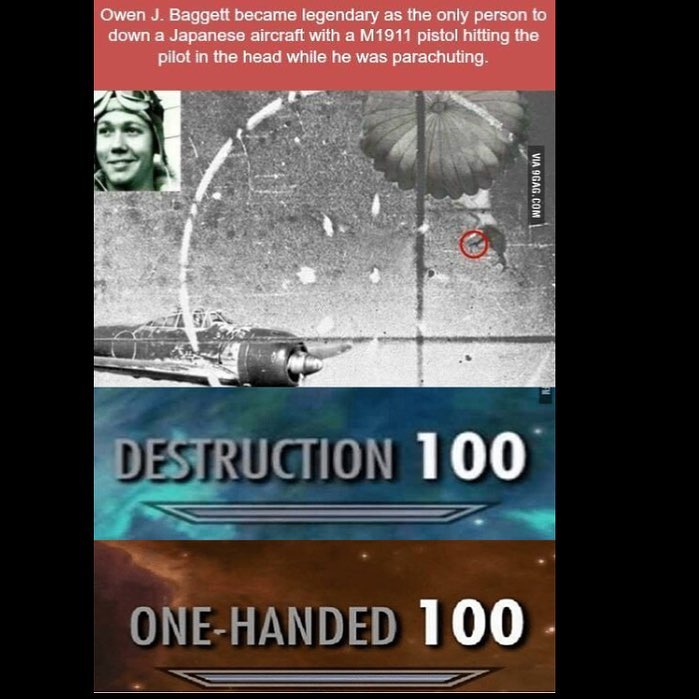 Owen J. Baggett became legendary as the only person to
down a Japanese aircraft with a M1911 pistol hitting the
pilot in the head while he was parachuting.
VIA 9GAG.COM
DESTRUCTION 100
ONE-HANDED 100